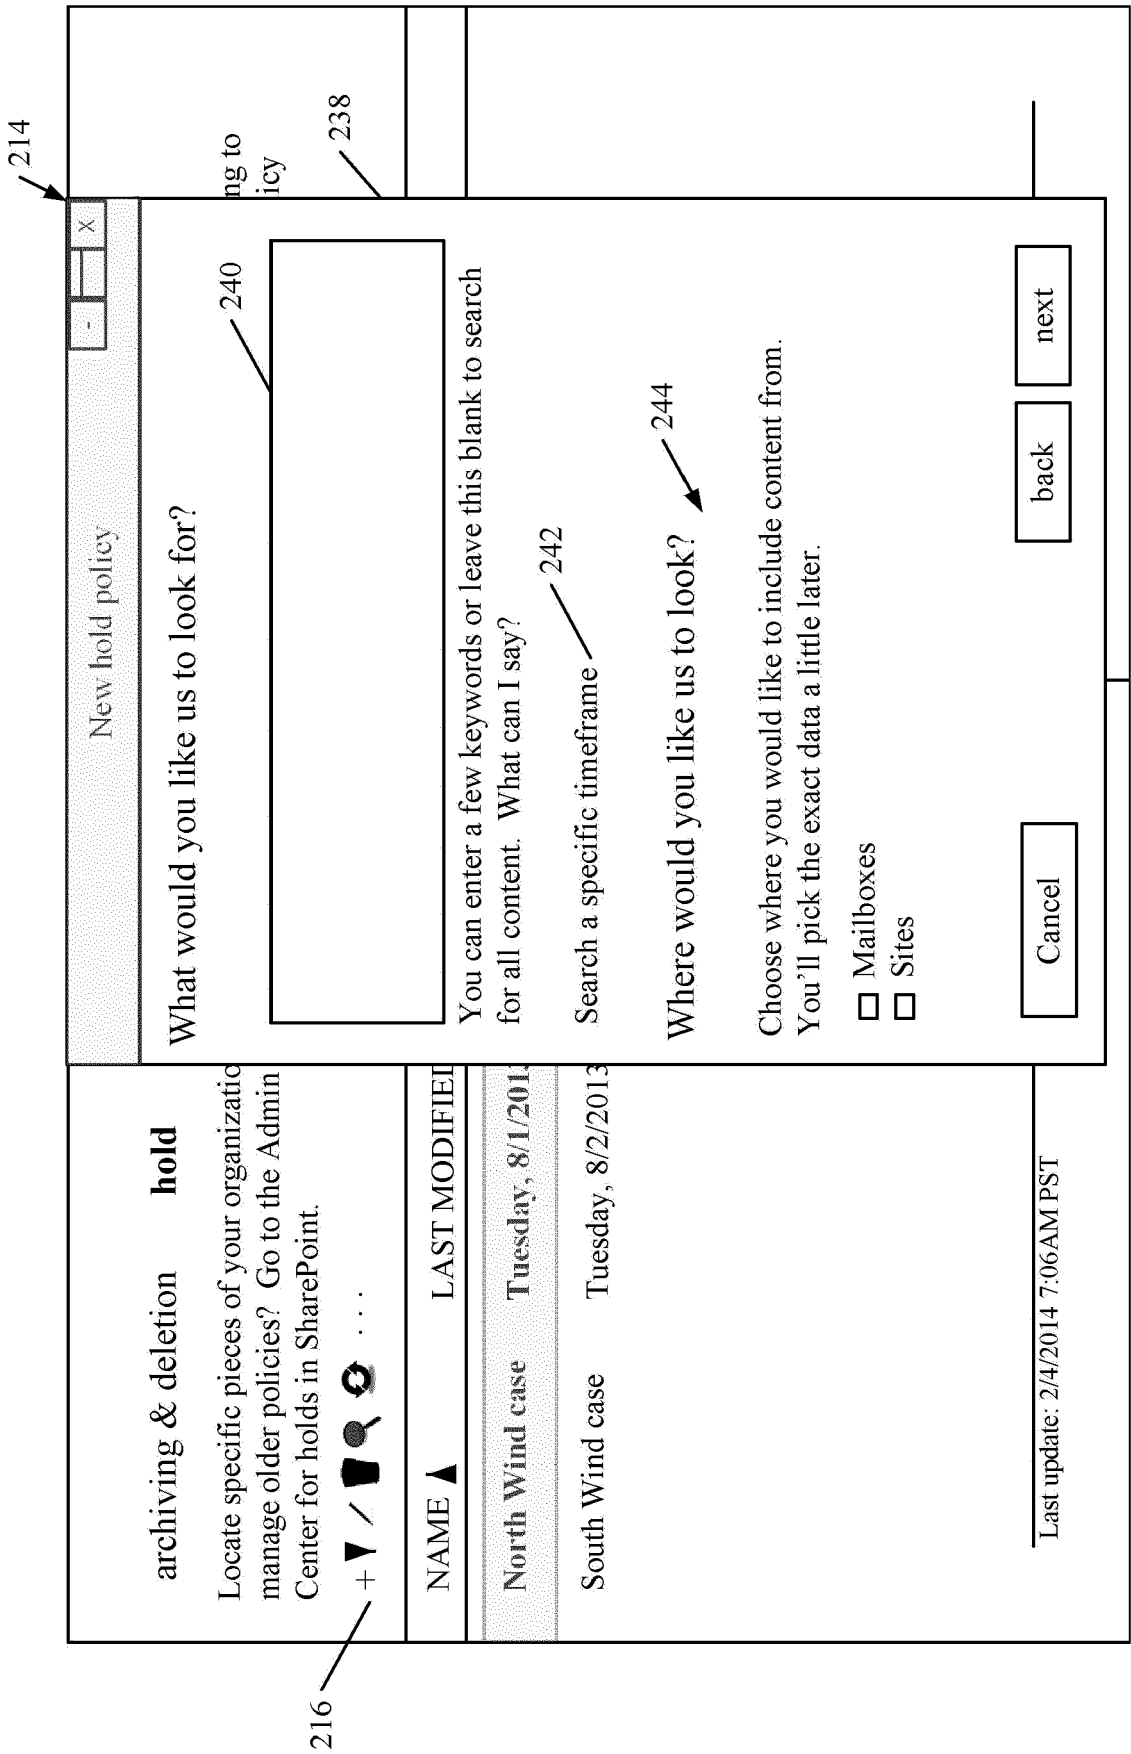 214
New hold policy
- X
archiving & deletion hold
What would you like us to look for?
240
Locate specific pieces of your organizatio
ng to
manage older policies? Go to the Admin
icy
Center for holds in SharePoint.
238
216
+ / . . .
NAME LAST MODIFIED
You can enter a few keywords or leave this blank to search
for all content. What can I say?
North Wind case Tuesday, 8/1/201
242
Search a specific timeframe
South Wind case Tuesday, 8/2/2013
Where would you like us to look?
244
Choose where you would like to include content from.
You'll pick the exact data a little later.
Mailboxes
Sites
Cancel back next
Last update: 2/4/2014 7:06AM PST